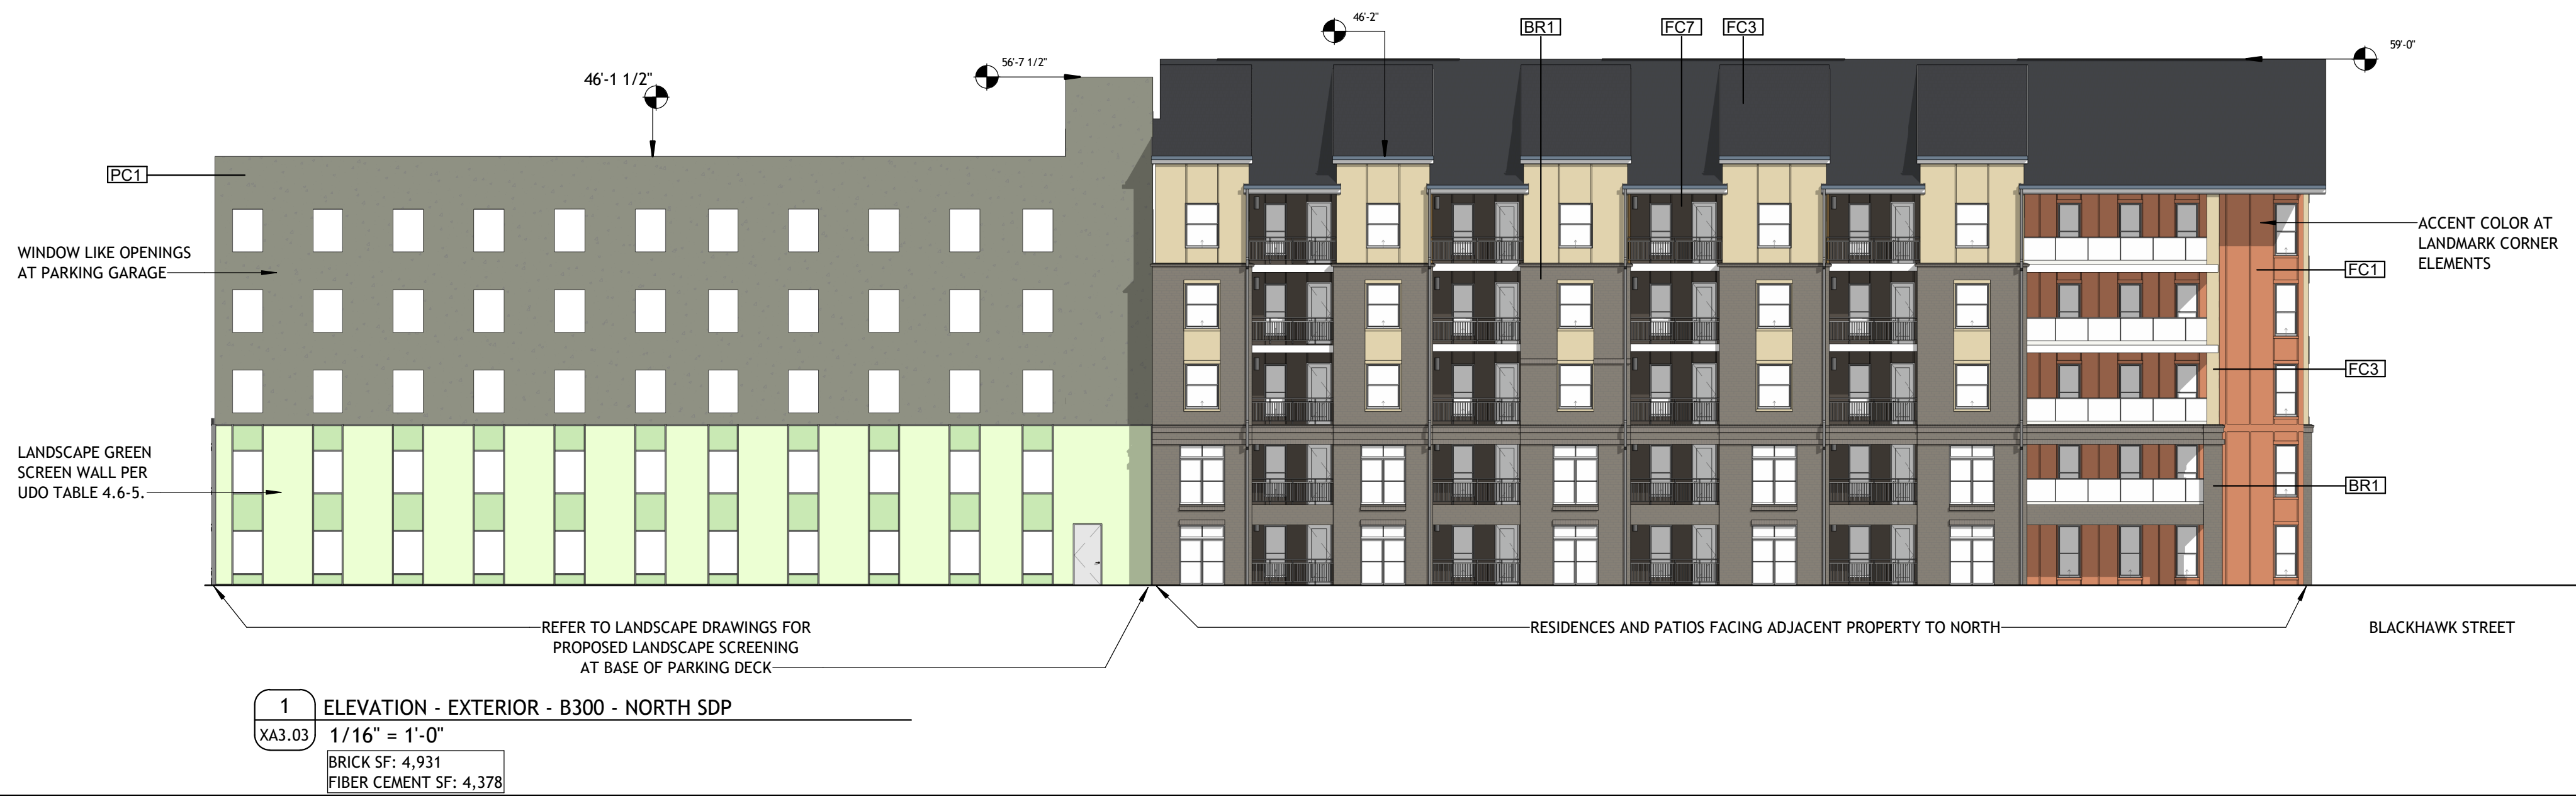 46'-2"
BR1
FC7
FC3
59'-0"
56'-7 1/2"
46'-1 1/2"
PC1
WINDOW LIKE OPENINGS
AT PARKING GARAGE
LANDSCAPE GREEN
SCREEN WALL PER
UDO TABLE 4.6-5.
ACCENT COLOR AT
LANDMARK CORNER
ELEMENTS
FC1
FC3
BR1
REFER TO LANDSCAPE DRAWINGS FOR
PROPOSED LANDSCAPE SCREENING
AT BASE OF PARKING DECK
RESIDENCES AND PATIOS FACING ADJACENT PROPERTY TO NORTH
BLACKHAWK STREET
1
ELEVATION - EXTERIOR - B300 - NORTH SDP
XA3.03
1/16" = 1'-0"
BRICK SF: 4,931
FIBER CEMENT SF: 4,378